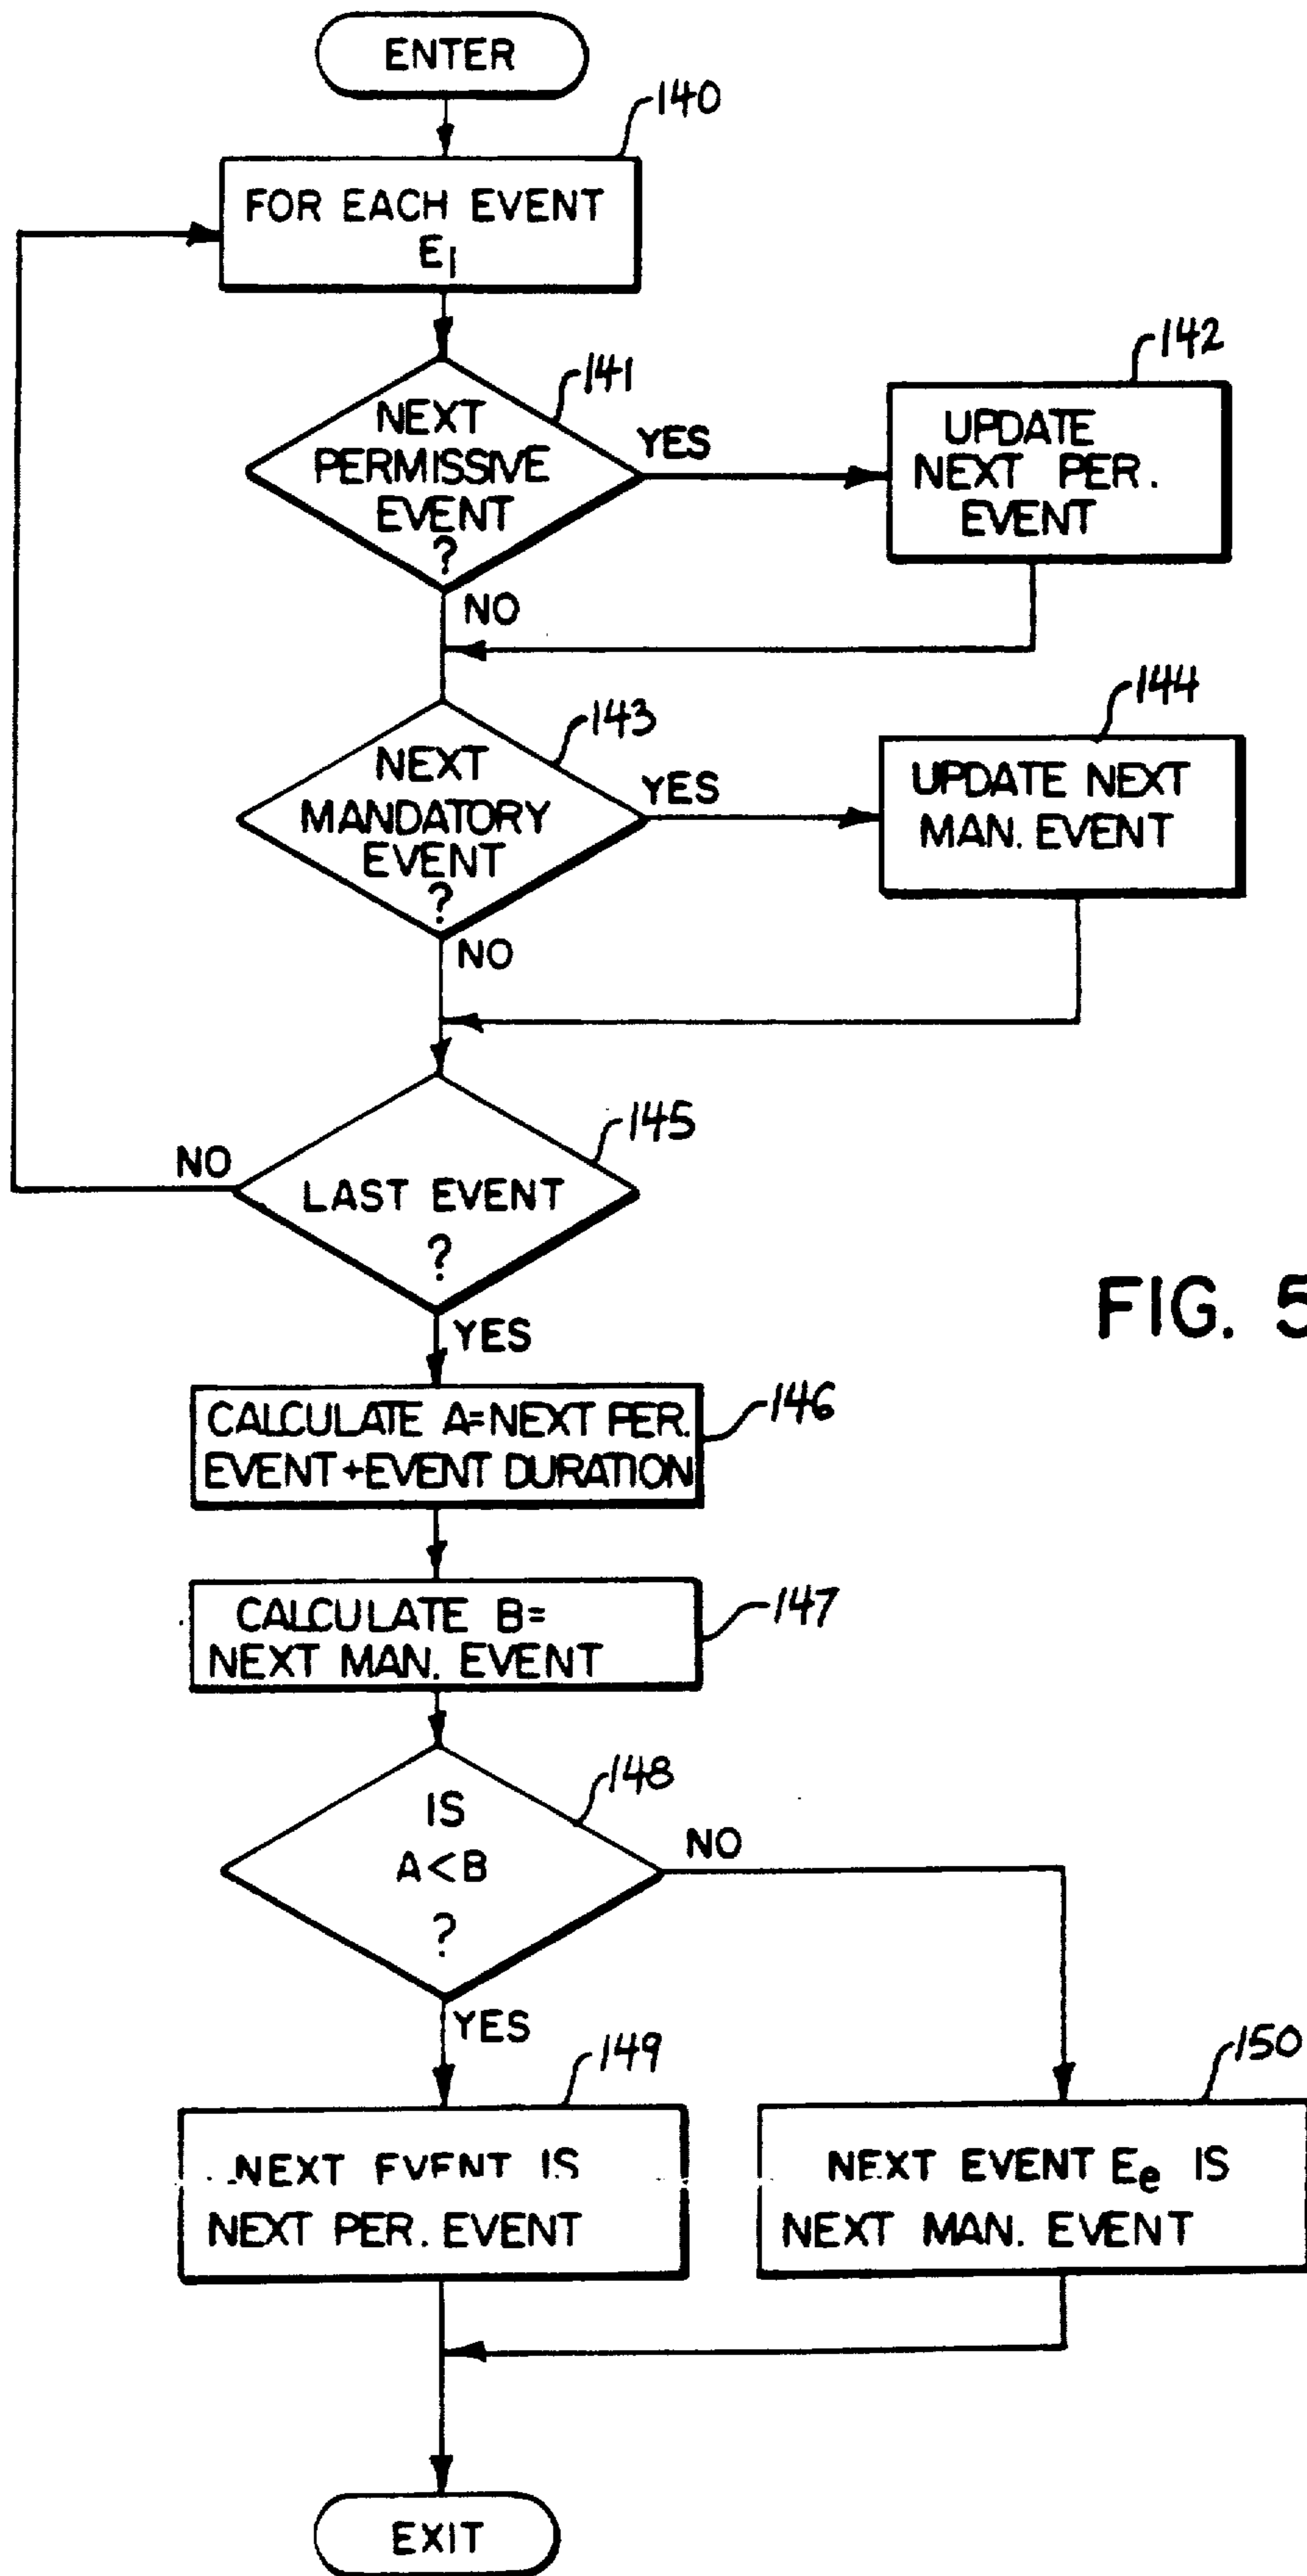 ENTER
140
FOR EACH EVENT
E1
141
NEXT
PERMISSIVE
EVENT
?
YES
142
UPDATE
NEXT PER.
EVENT
NO
143
NEXT
MANDATORY
EVENT
?
YES
144
UPDATE NEXT
MAN. EVENT
NO
145
NO
LAST EVENT
?
FIG. 5
YES
146
CALCULATE A=NEXT PER.
EVENT+EVENT DURATION
147
CALCULATE B=
NEXT MAN. EVENT
148
IS
A<B
?
NO
YES
149
NEXT EVENT IS
NEXT PER. EVENT
150
NEXT EVENT Ee IS
NEXT MAN. EVENT
EXIT